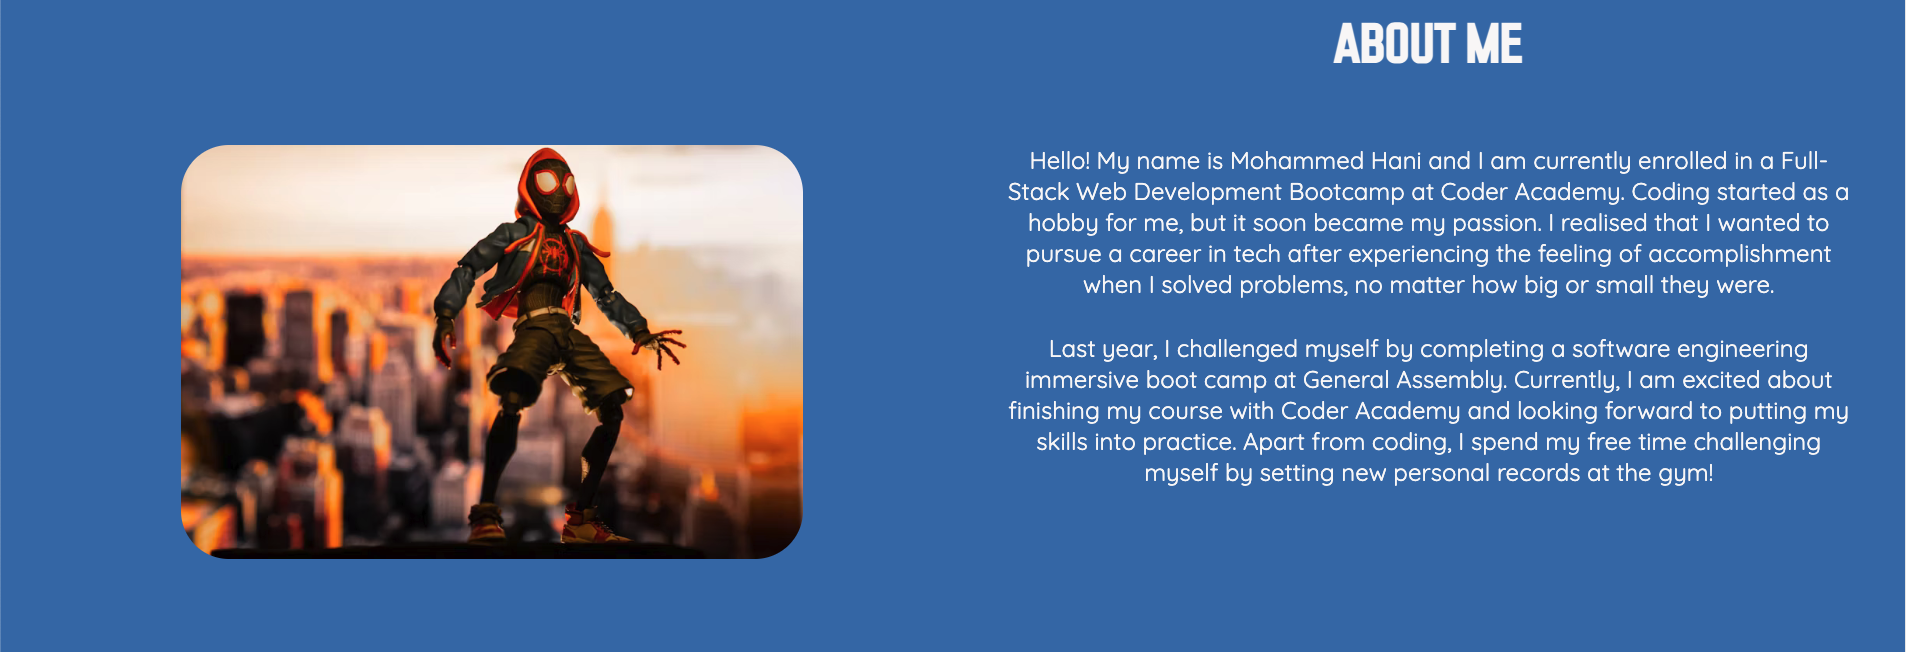 ABOUT ME
Hello! My name is Mohammed Hani and I am currently enrolled in a Full-
Stack Web Development Bootcamp at Coder Academy. Coding started as a
hobby for me, but it soon became my passion. I realised that I wanted to
pursue a career in tech after experiencing the feeling of accomplishment
when I solved problems, no matter how big or small they were.
Last year, I challenged myself by completing a software engineering
immersive boot camp at General Assembly. Currently, I am excited about
finishing my course with Coder Academy and looking forward to putting my
skills into practice. Apart from coding, I spend my free time challenging
myself by setting new personal records at the gym!